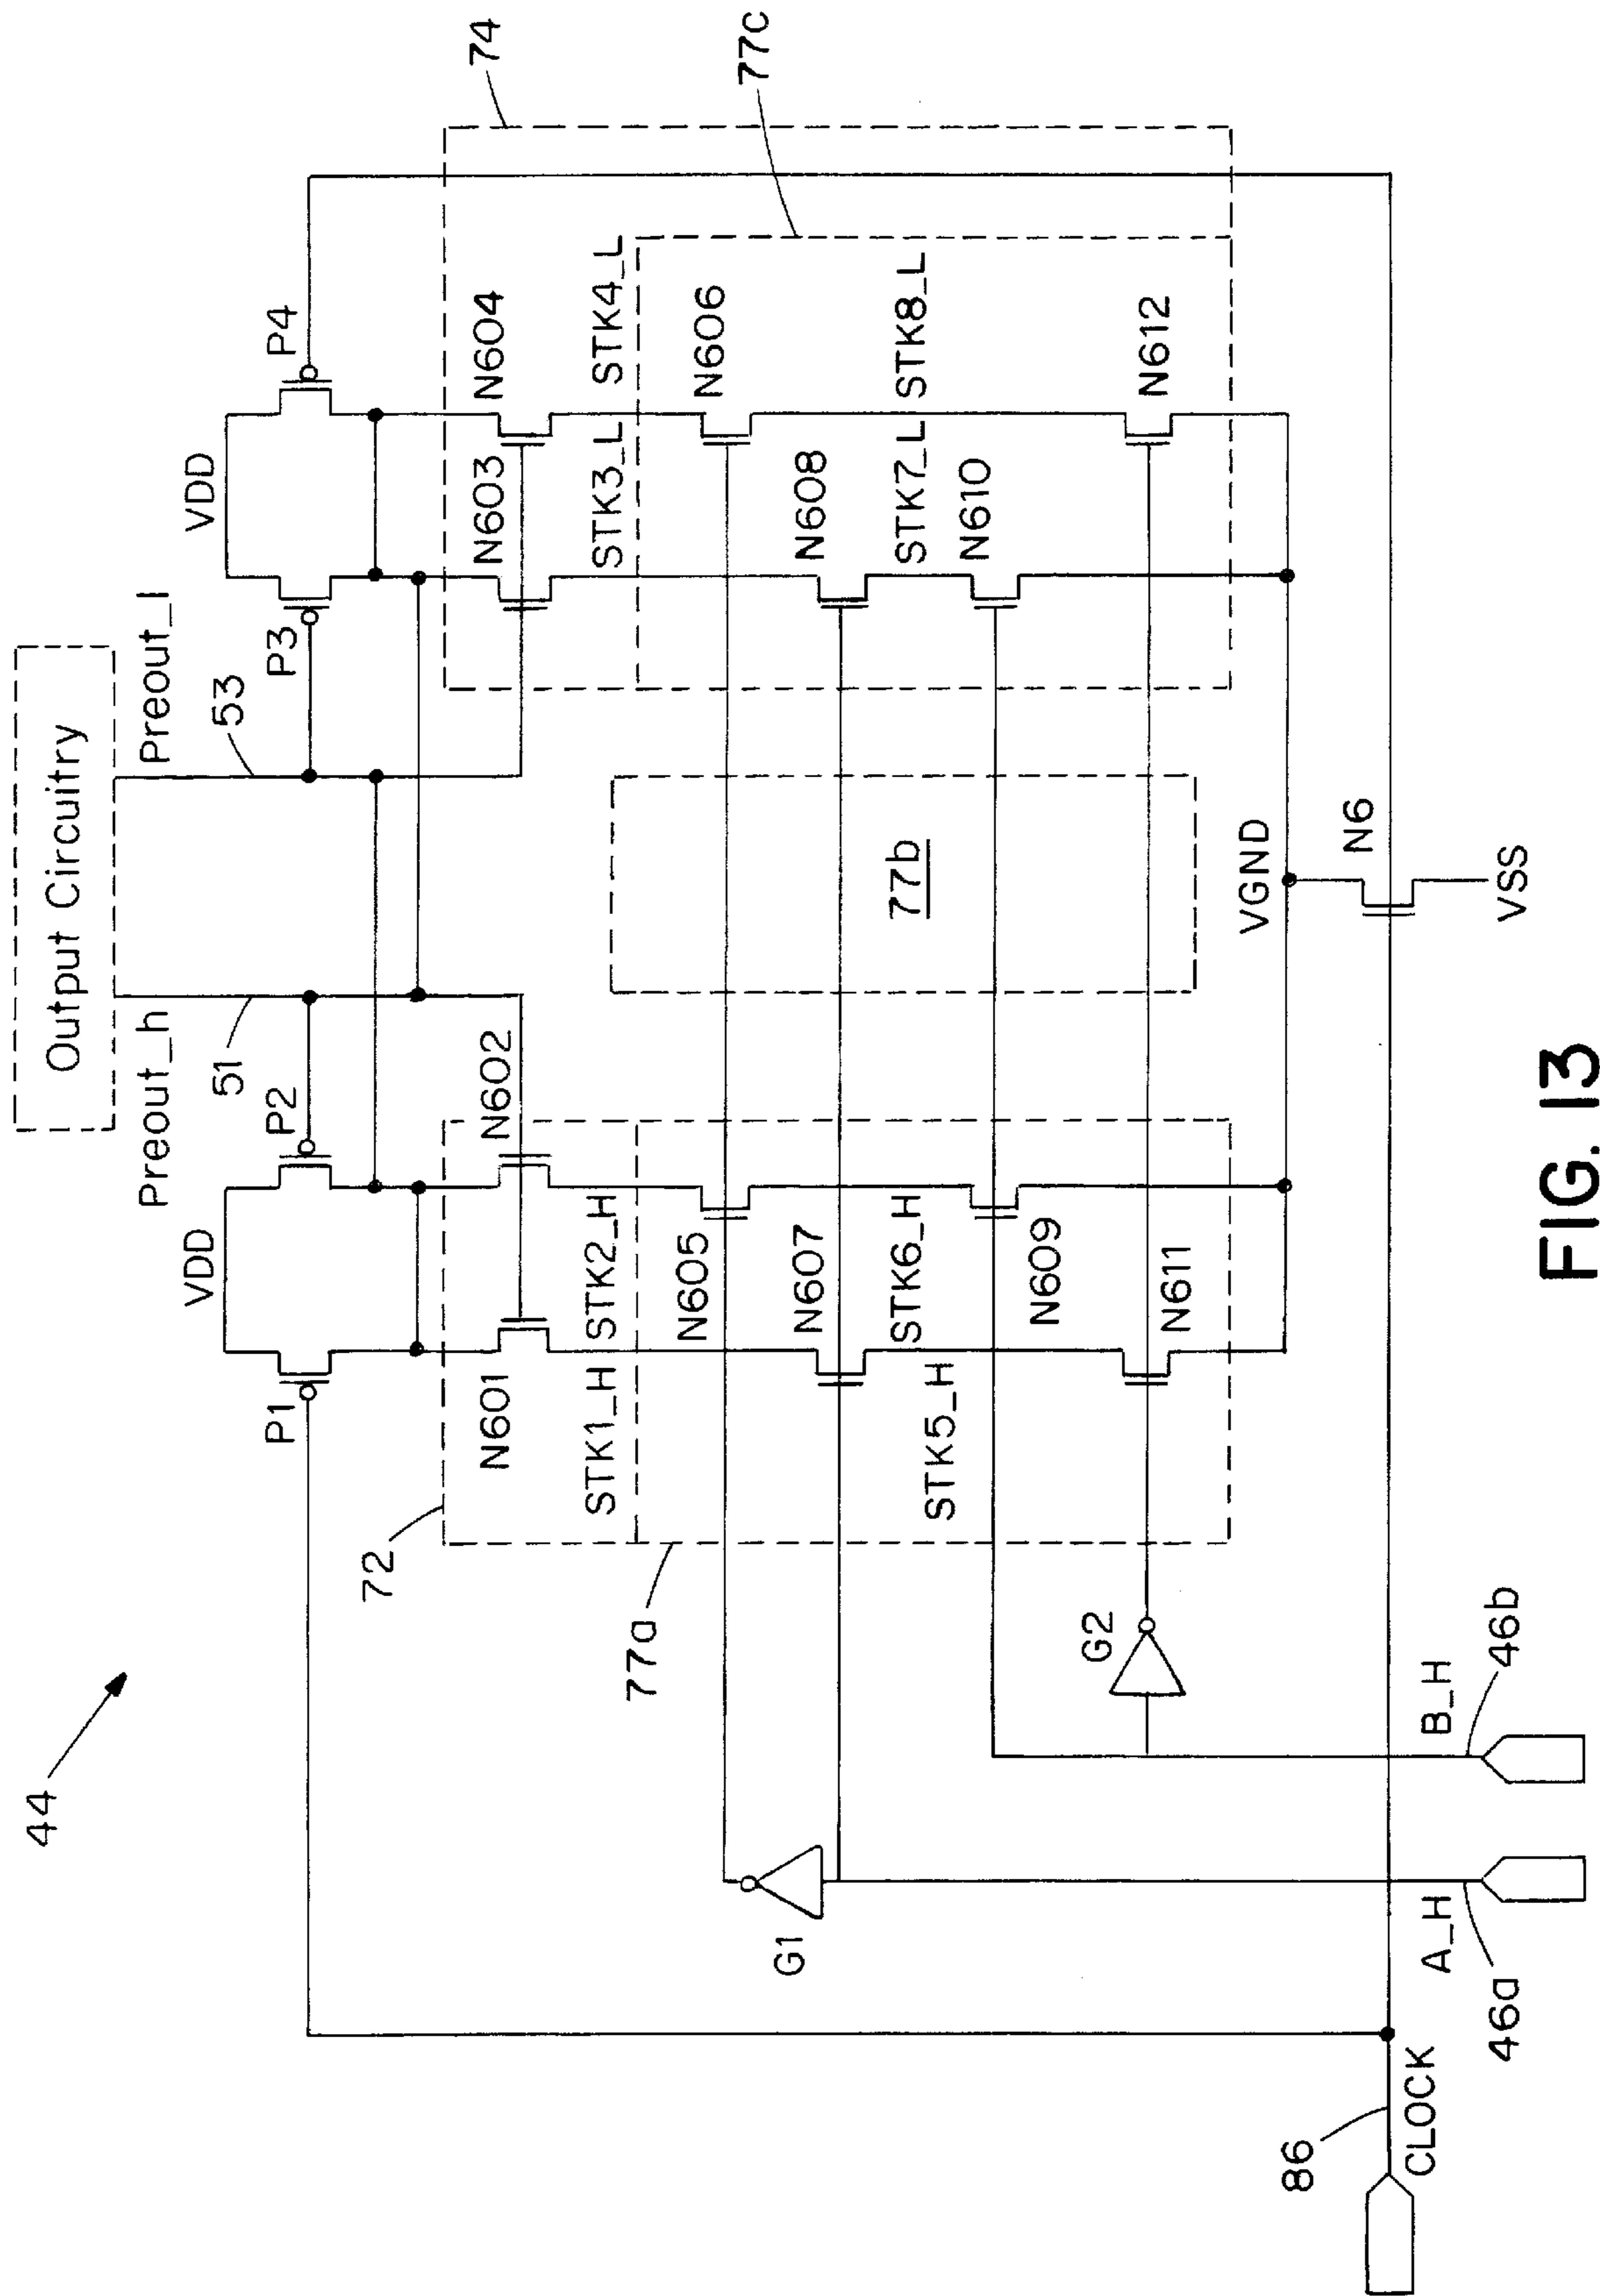 44
Output Circuitry
Preout_h
Preout_l
51
53
VDD
VDD
P1
P2
P3
P4
72
74
N601
N602
N603
N604
STK1_H
STK2_H
STK3_L
STK4_L
77a
77b
77c
N605
N606
N607
N608
STK5_H
STK6_H
STK7_L
STK8_L
N609
N610
N611
N612
G1
G2
VGND
N6
VSS
86
CLOCK
A_H
46a
B_H
46b
FIG. 13